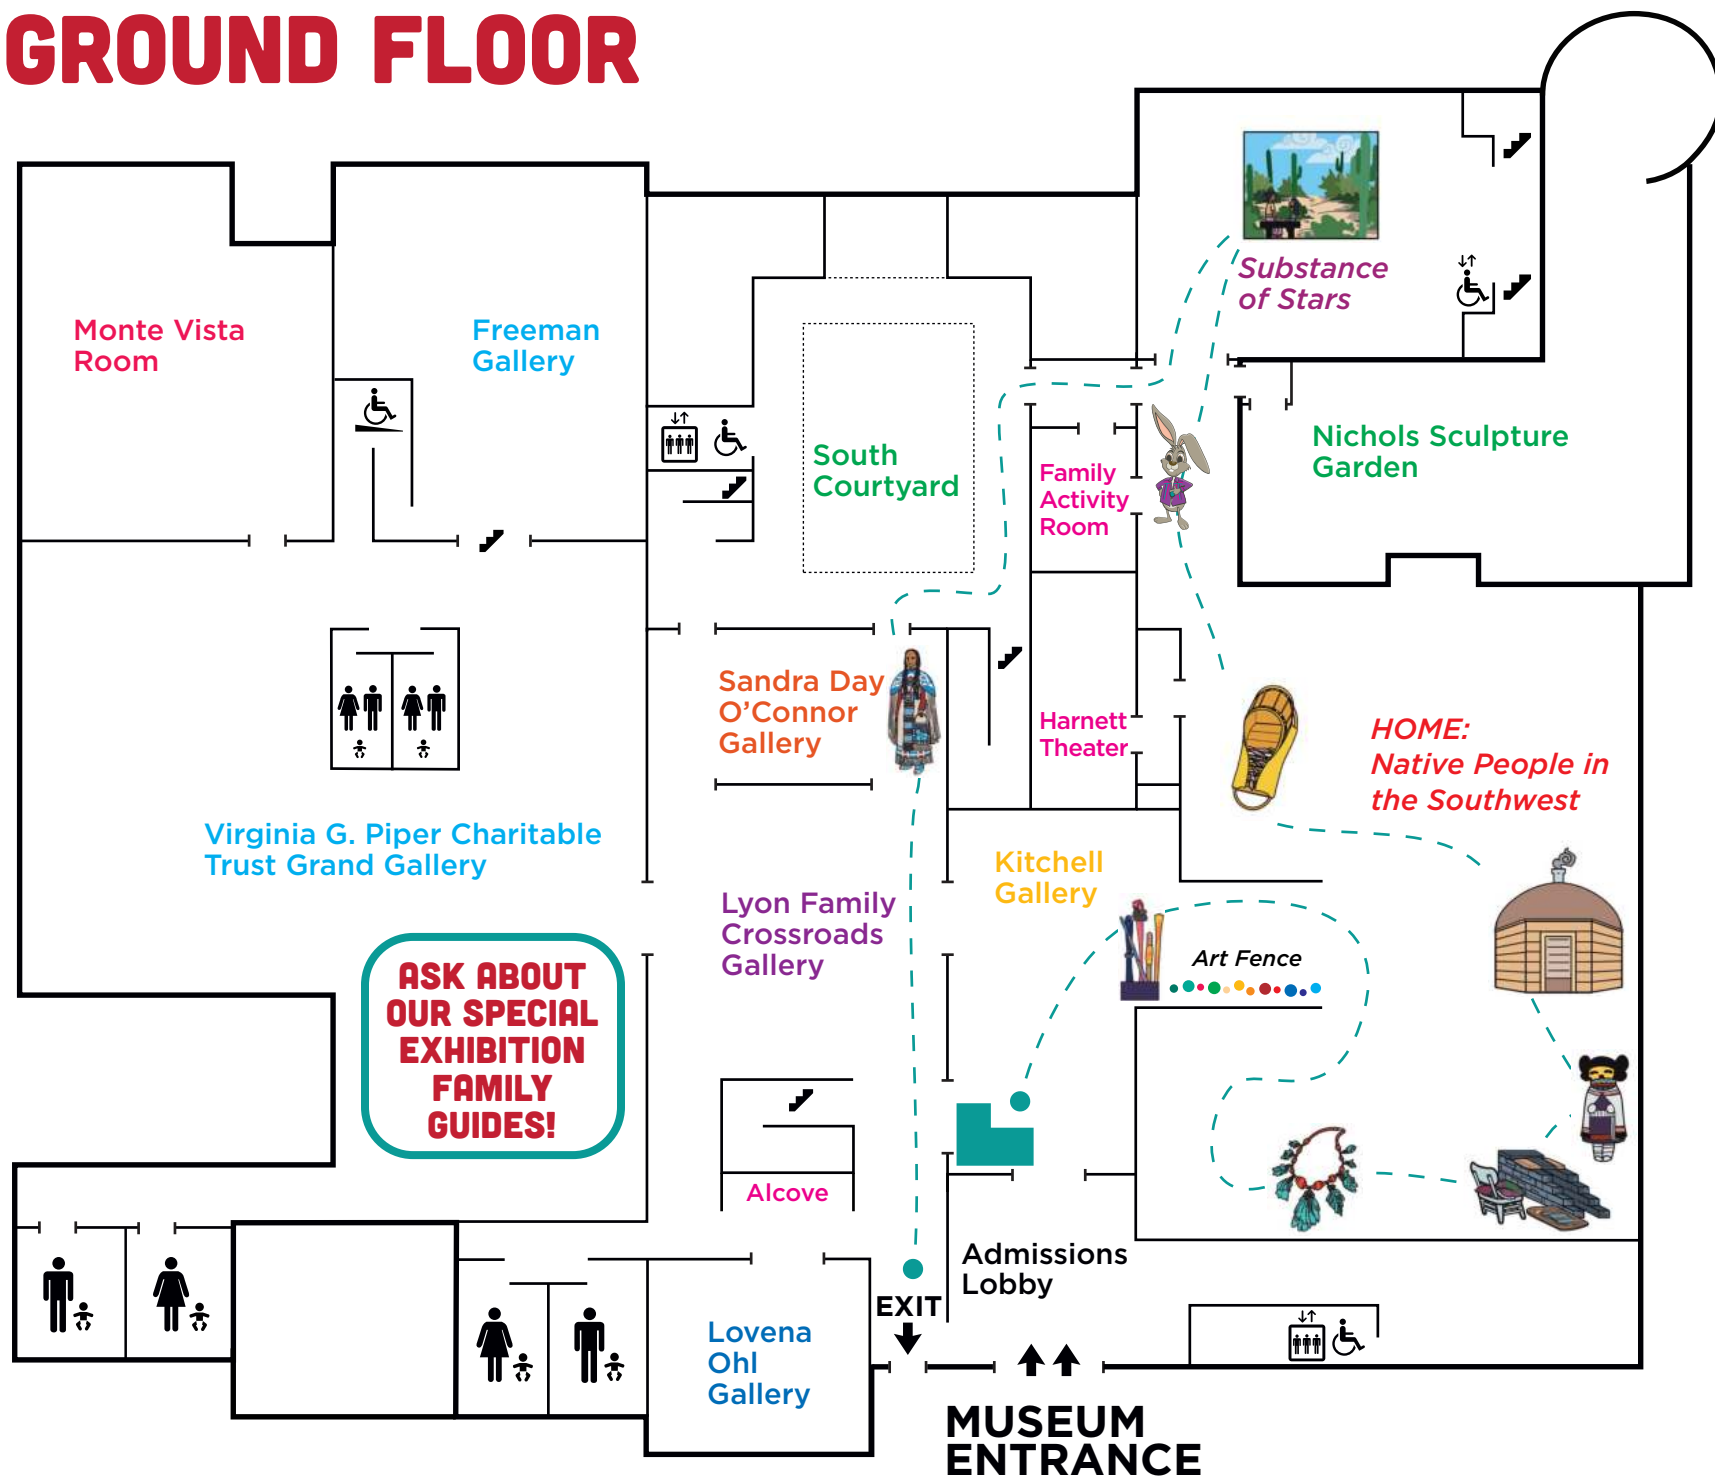 GROUND FLOOR
Substance
of Stars
Monte Vista
Room
Freeman
Gallery
South
Courtyard
Family
Activity
Room
Nichols Sculpture
Garden
Sandra Day
O’Connor
Gallery
Harnett
Theater
HOME:
Native People in
the Southwest
Virginia G. Piper Charitable
Trust Grand Gallery
Kitchell
Gallery
Lyon Family
Crossroads
Gallery
Art Fence
ASK ABOUT
OUR SPECIAL
EXHIBITION
FAMILY
GUIDES!
Alcove
Admissions
Lobby
EXIT
Lovena
Ohl
Gallery
MUSEUM
ENTRANCE